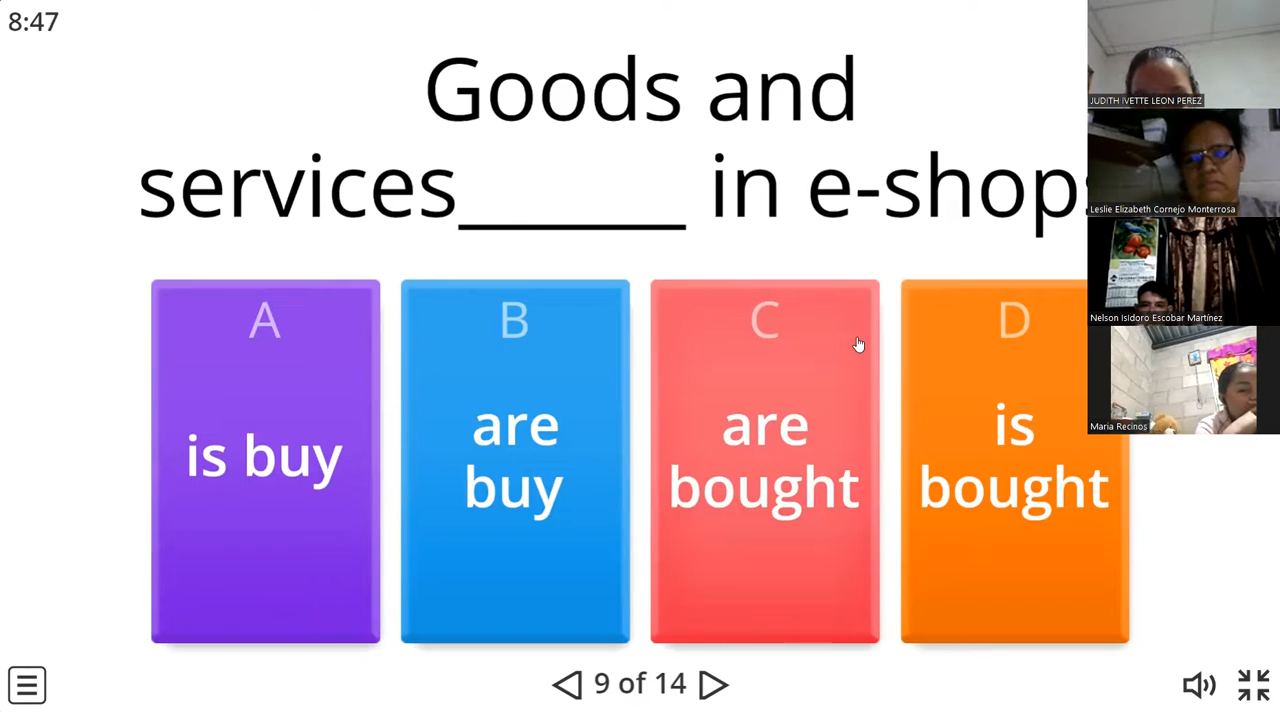 8:47
Goods and
services______ in e-shops
A
is buy
B
are
buy
C
are
bought
D
is
bought
9 of 14
JUDITH IVETTE LEON PEREZ
Leslie Elizabeth Cornejo Monterrosa
Nelson Isidoro Escobar Martínez
Maria Recinos